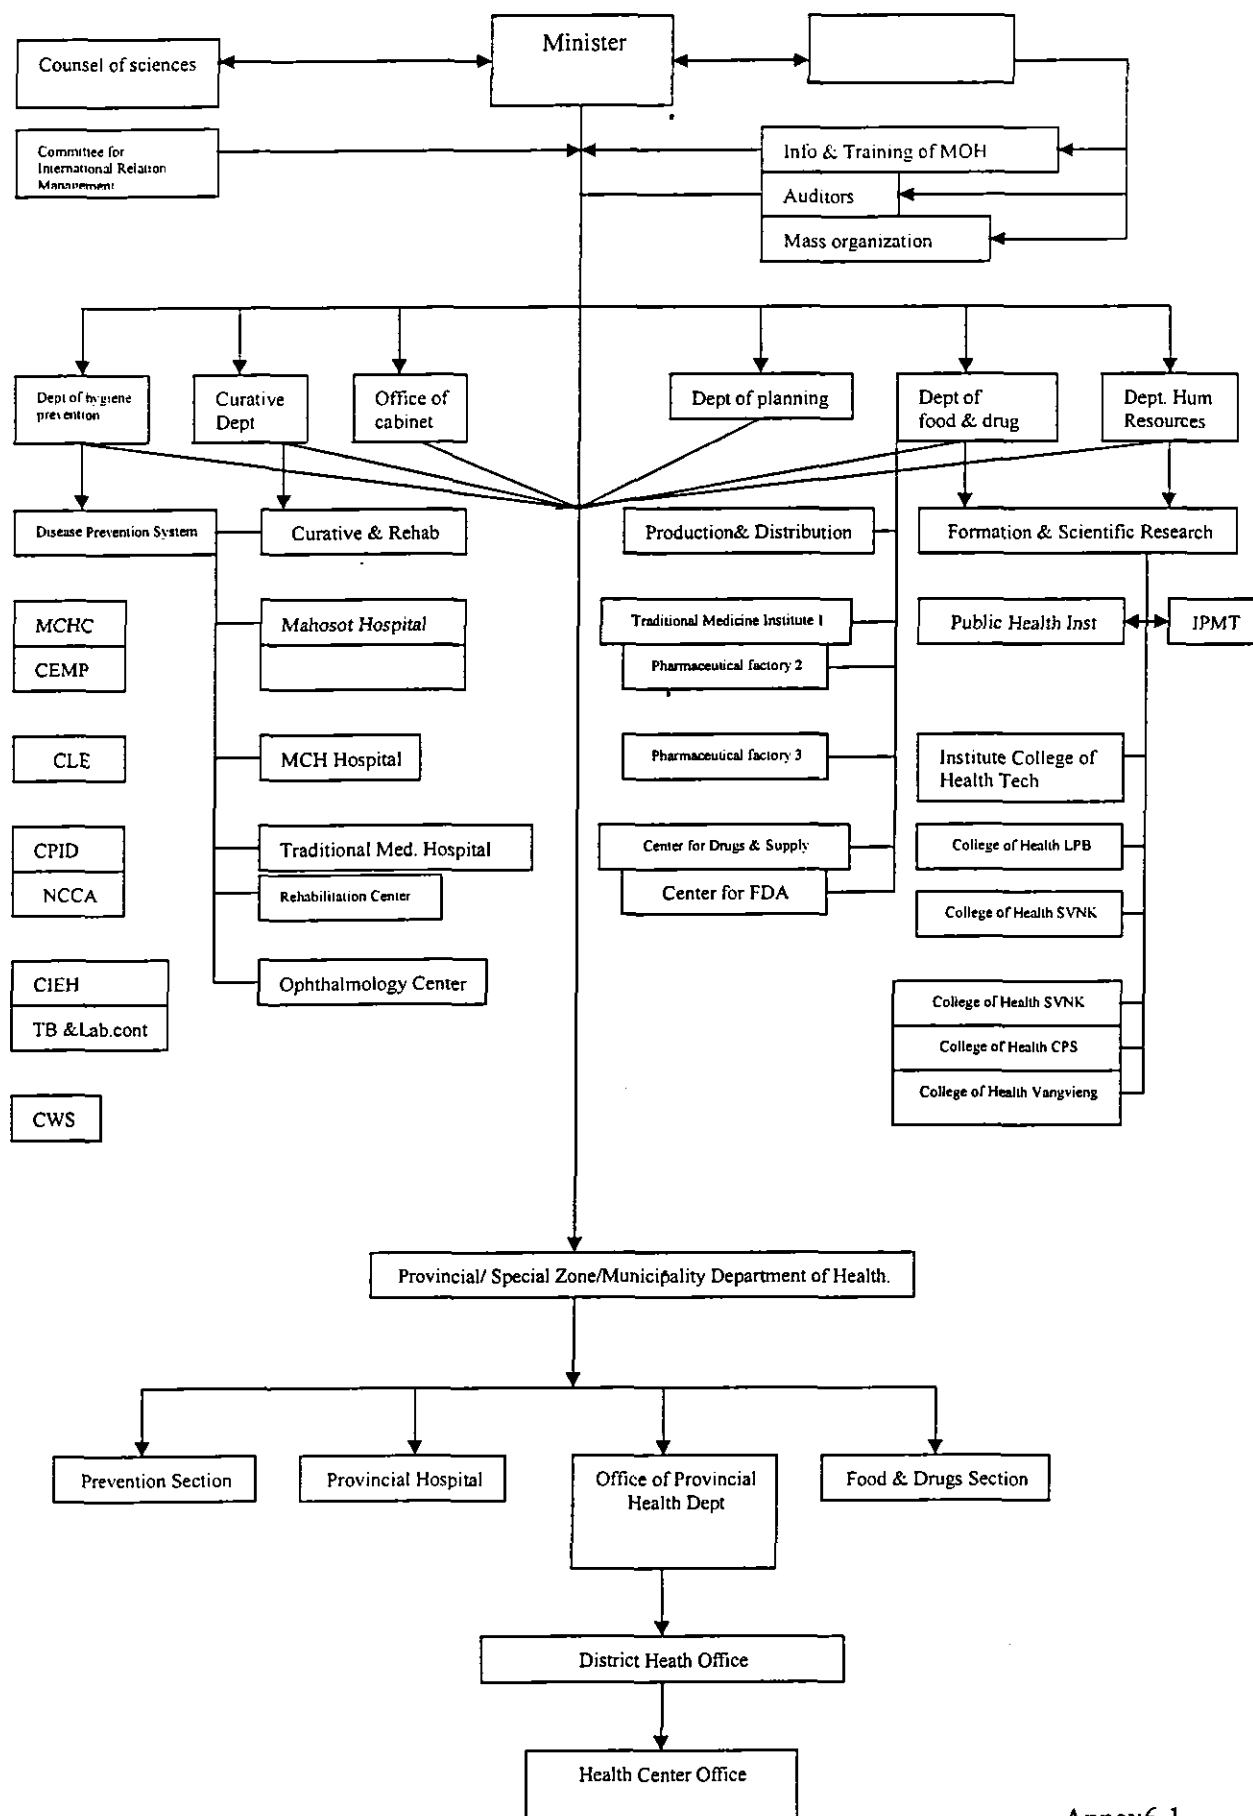 Minister
Counsel of sciences
Committee for
International Relation
Management
Info & Training of MOH
Auditors
Mass organization
Dept of hygiene
prevention
Curative
Dept
Office of
cabinet
Dept of planning
Dept of
food & drug
Dept. Hum
Resources
Disease Prevention System
Curative & Rehab
Production& Distribution
Formation & Scientific Research
MCHC
CEMP
Mahosot Hospital
Traditional Medicine Institute 1
Pharmaceutical factory 2
Public Health Inst
IPMT
CLE
MCH Hospital
Pharmaceutical factory 3
Institute College of
Health Tech
CPID
NCCA
Traditional Med. Hospital
Rehabilitation Center
Center for Drugs & Supply
Center for FDA
College of Health LPB
College of Health SVNK
CIEH
TB &Lab.cont
Ophthalmology Center
College of Health SVNK
College of Health CPS
College of Health Vangvieng
CWS
Provincial/ Special Zone/Municipality Department of Health.
Prevention Section
Provincial Hospital
Office of Provincial
Health Dept
Food & Drugs Section
District Heath Office
Health Center Office